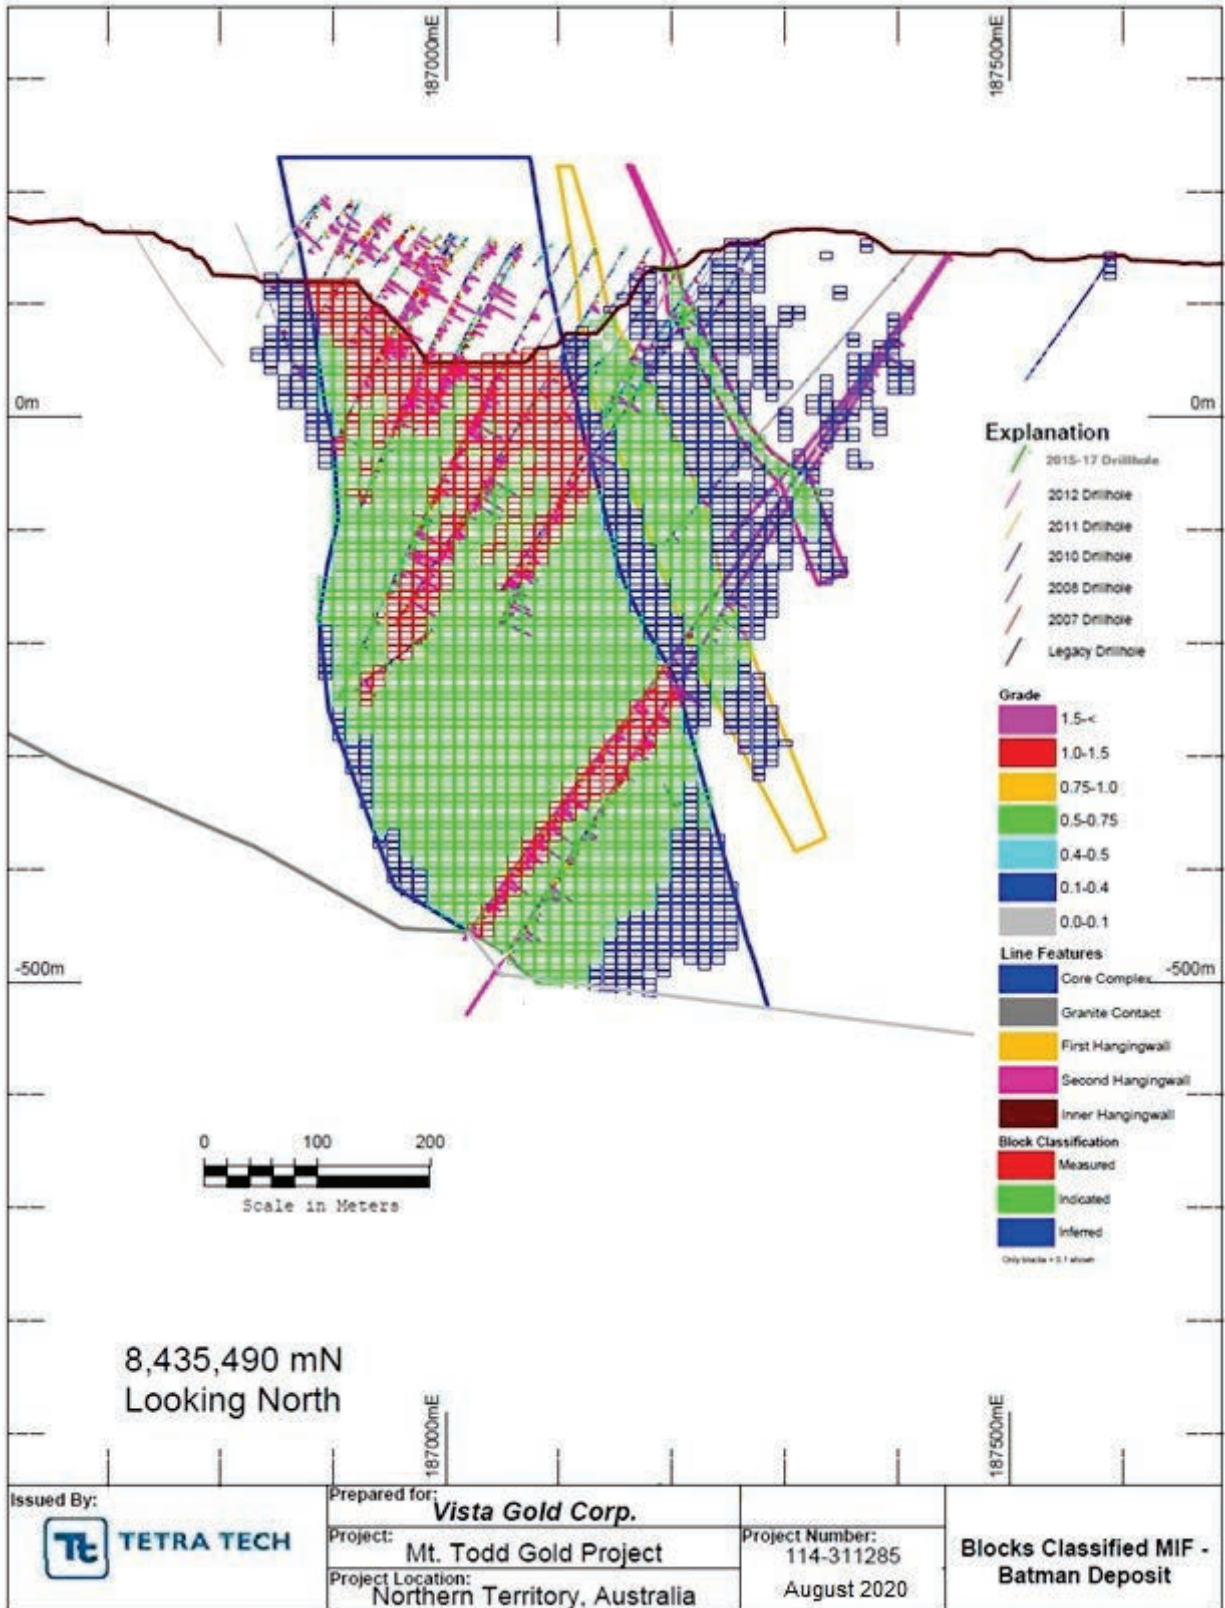 187000mE
187500mE
0m
0m
Explanation
2015-17 Drillhole
2012 Drillhole
2011 Drillhole
2010 Drillhole
2008 Drillhole
2007 Drillhole
Legacy Drillhole
Grade
1.5-<
1.0-1.5
0.75-1.0
0.5-0.75
0.4-0.5
0.1-0.4
0.0-0.1
Line Features
-500m
-500m
Core Complex
Granite Contact
First Hangingwall
Second Hangingwall
Inner Hangingwall
Block Classification
Measured
Indicated
Inferred
0 100 200
Scale in Meters
8,435,490 mN
Looking North
187000mE
187500mE
Issued By:
Tt TETRA TECH
Prepared for:
Vista Gold Corp.
Project:
Mt. Todd Gold Project
Project Location:
Northern Territory, Australia
Project Number:
114-311285
August 2020
Blocks Classified MIF -
Batman Deposit